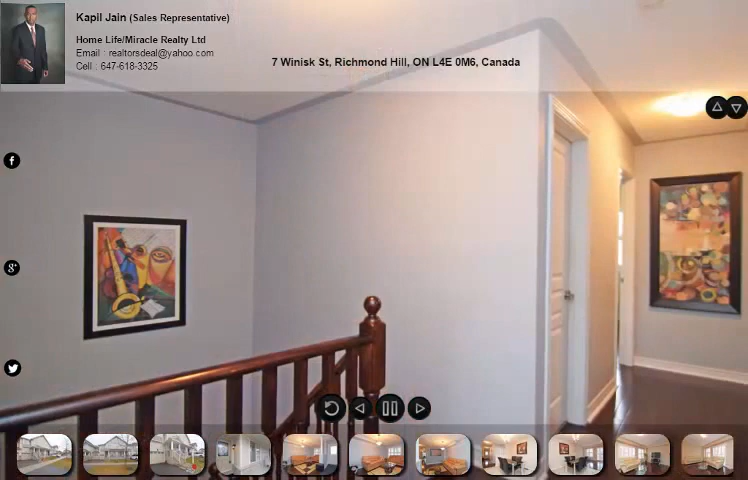 Kapil Jain (Sales Representative)
Home Life/Miracle Realty Ltd
Email : realtorsdeal@yahoo.com
Cell : 647-618-3325
7 Winisk St, Richmond Hill, ON L4E 0M6, Canada